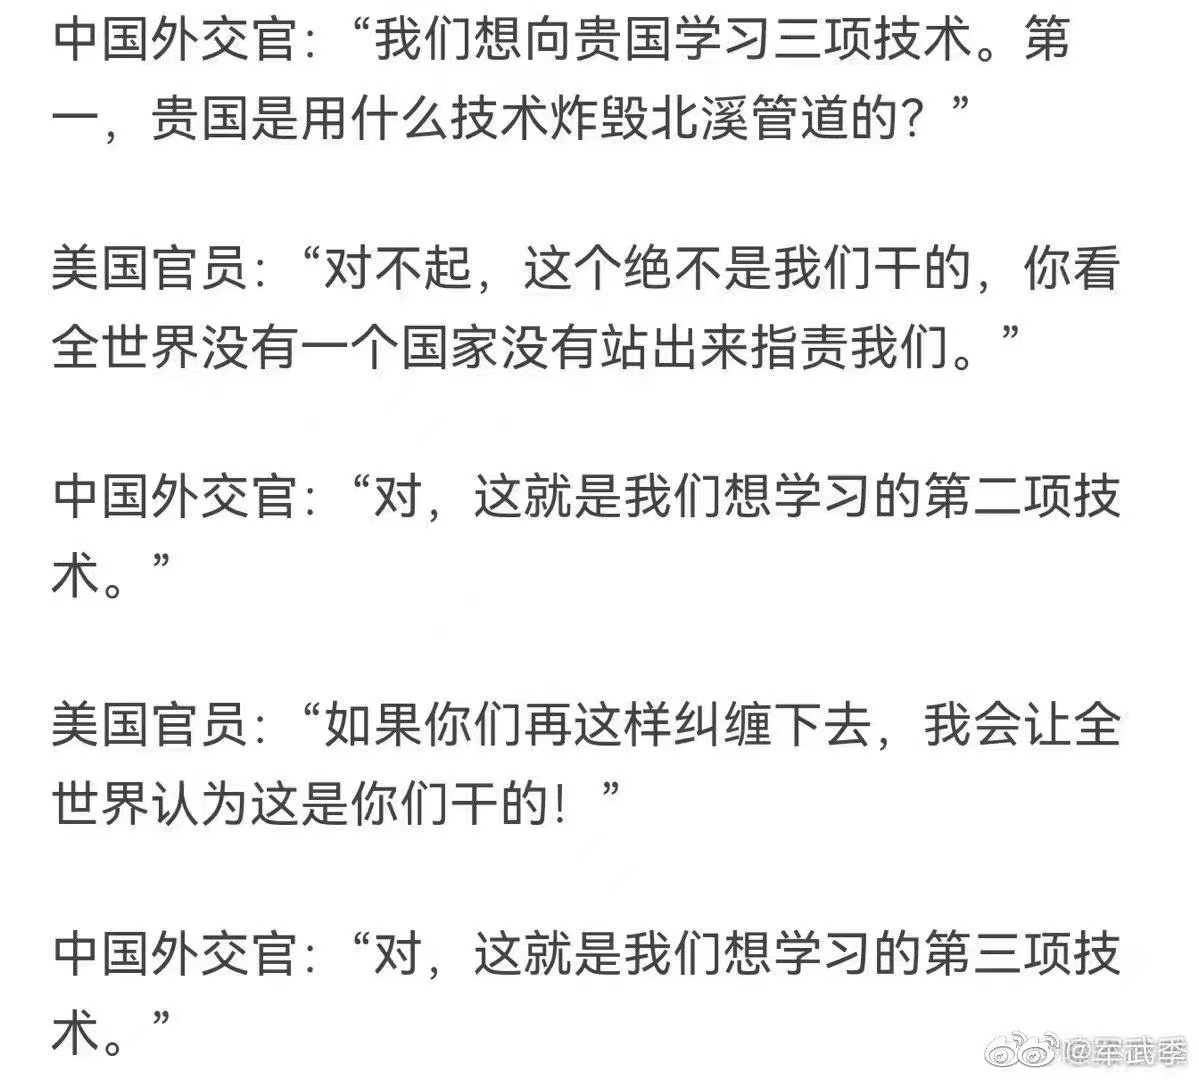 中国外交官：“我们想向贵国学习三项技术。第
一，贵国是用什么技术炸毁北溪管道的？”
美国官员：“对不起，这个绝不是我们干的，你看
全世界没有一个国家没有站出来指责我们。”
中国外交官：“对，这就是我们想学习的第二项技
术。”
美国官员：“如果你们再这样纠缠下去，我会让全
世界认为这是你们干的！”
中国外交官：“对，这就是我们想学习的第三项技
术。”
@军武季